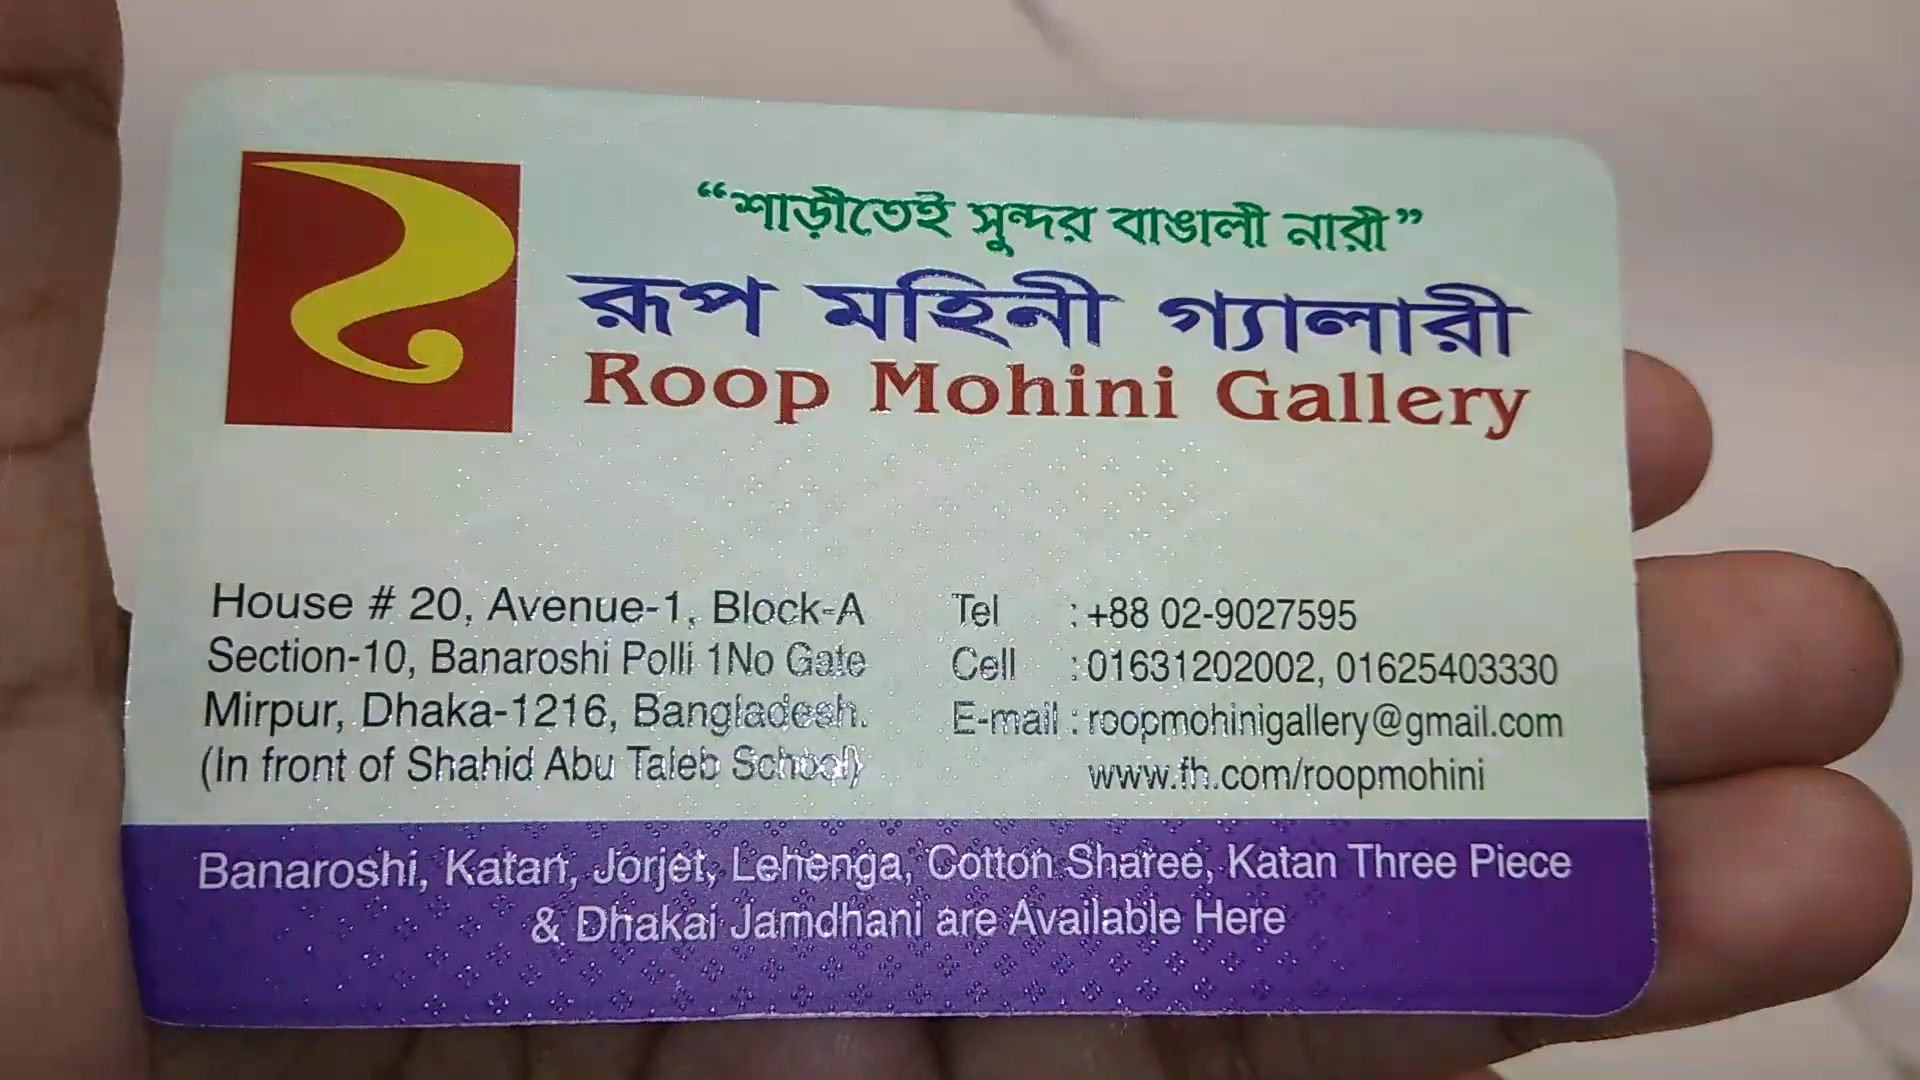 “শাড়ীতেই সুন্দর বাঙালী নারী”
রূপ মহিনী গ্যালারী
Roop Mohini Gallery
House # 20, Avenue-1, Block-A
Section-10, Banaroshi Polli 1No Gate
Mirpur, Dhaka-1216, Bangladesh.
(In front of Shahid Abu Taleb School)
Tel : +88 02-9027595
Cell : 01631202002, 01625403330
E-mail : roopmohinigallery@gmail.com
www.fh.com/roopmohini
Banaroshi, Katan, Jorjet, Lehenga, Cotton Sharee, Katan Three Piece
& Dhakai Jamdhani are Available Here